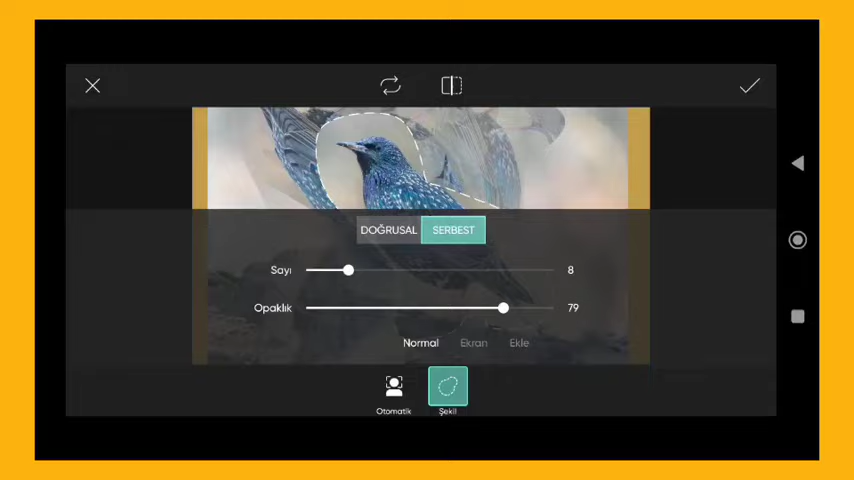 DOĞRUSAL SERBEST
Sayı 8
Opaklık 79
Normal Ekran Ekle
Otomatik Şekil